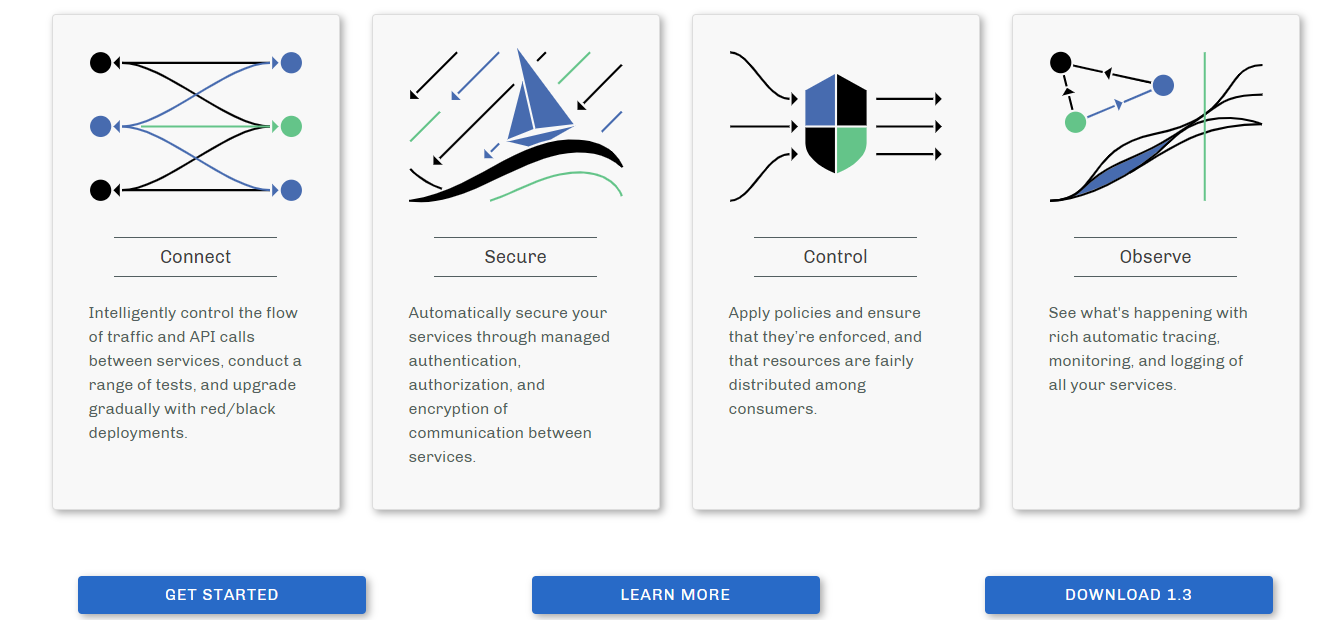 Connect
Intelligently control the flow
of traffic and API calls
between services, conduct a
range of tests, and upgrade
gradually with red/black
deployments.
Secure
Automatically secure your
services through managed
authentication,
authorization, and
encryption of
communication between
services.
Control
Apply policies and ensure
that they're enforced, and
that resources are fairly
distributed among
consumers.
Observe
See what's happening with
rich automatic tracing,
monitoring, and logging of
all your services.
GET STARTED
LEARN MORE
DOWNLOAD 1.3